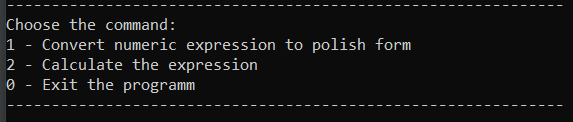 --------------------------------------------------------------
Choose the command:
1 - Convert numeric expression to polish form
2 - Calculate the expression
0 - Exit the programm
--------------------------------------------------------------